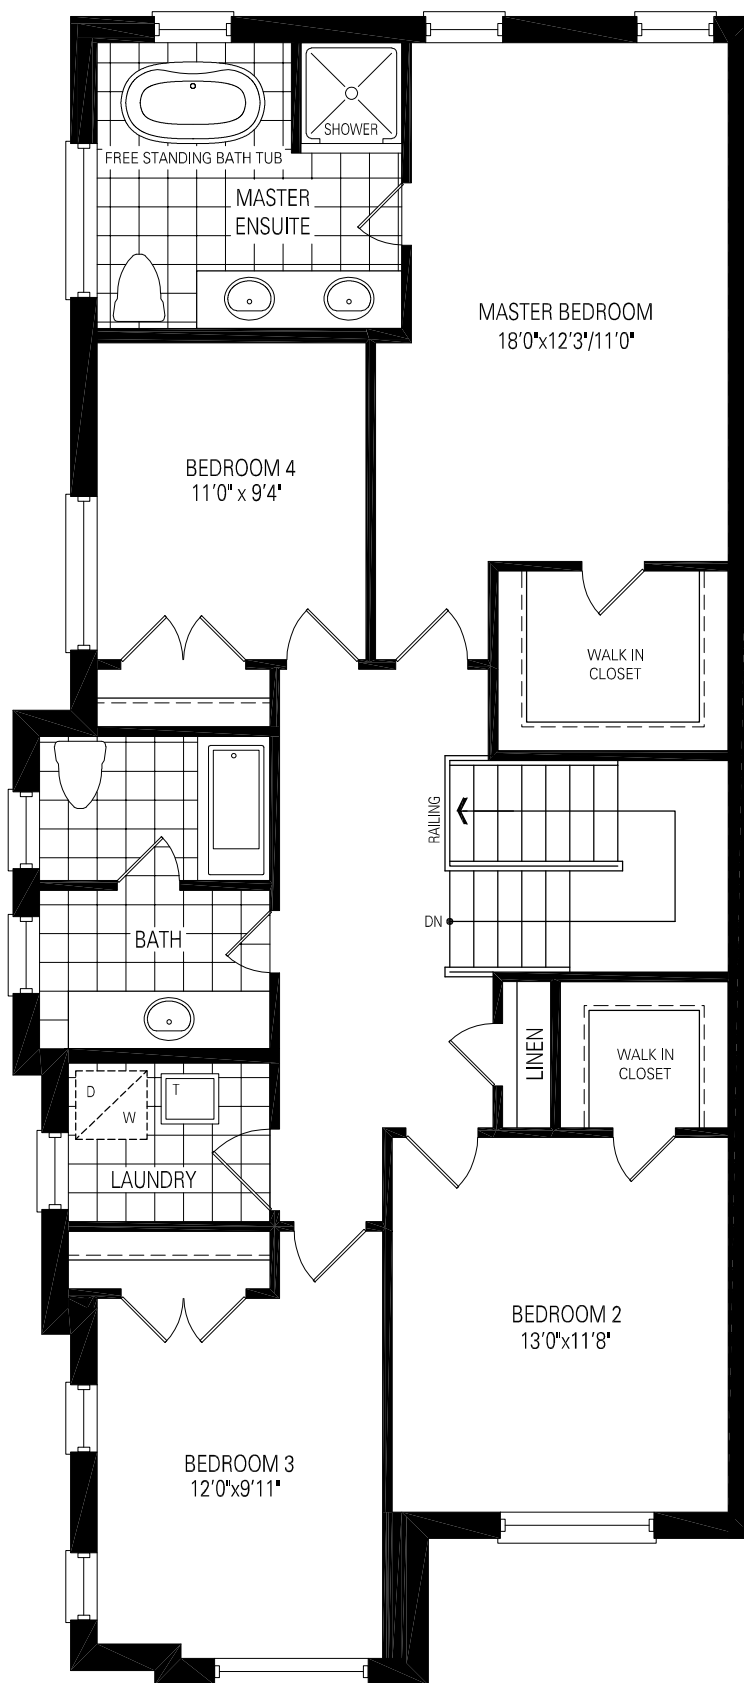 SHOWER
FREE STANDING BATH TUB
MASTER
ENSUITE
MASTER BEDROOM
18'0"x12'3"/11'0"
BEDROOM 4
11'0" x 9'4"
WALK IN
CLOSET
RAILING
DN
BATH
LINEN
WALK IN
CLOSET
D
W
T
LAUNDRY
BEDROOM 2
13'0"x11'8"
BEDROOM 3
12'0"x9'11"